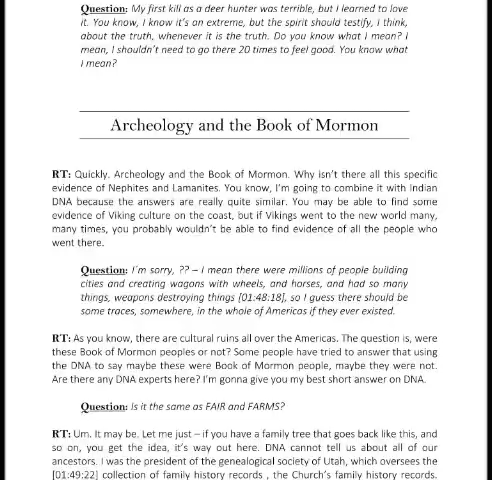 Question: My first kill as a deer hunter was terrible, but I learned to love
it. You know, I know it's an extreme, but the spirit should testify, I think,
about the truth, whenever it is the truth. Do you know what I mean? I
mean, I shouldn't need to go there 20 times to feel good. You know what
I mean?
Archeology and the Book of Mormon
RT: Quickly. Archeology and the Book of Mormon. Why isn't there all this specific
evidence of Nephites and Lamanites. You know, I'm going to combine it with Indian
DNA because the answers are really quite similar. You may be able to find some
evidence of Viking culture on the coast, but if Vikings went to the new world many,
many times, you probably wouldn't be able to find evidence of all the people who
went there.
Question: I'm sorry, ?? – I mean there were millions of people building
cities and creating wagons with wheels, and horses, and had so many
things, weapons destroying things [01:48:18], so I guess there should be
some traces, somewhere, in the whole of Americas if they ever existed.
RT: As you know, there are cultural ruins all over the Americas. The question is, were
these Book of Mormon peoples or not? Some people have tried to answer that using
the DNA to say maybe these were Book of Mormon people, maybe they were not.
Are there any DNA experts here? I'm gonna give you my best short answer on DNA.
Question: Is it the same as FAIR and FARMS?
RT: Um. It may be. Let me just – if you have a family tree that goes back like this, and
so on, you get the idea, it's way out here. DNA cannot tell us about all of our
ancestors. I was the president of the genealogical society of Utah, which oversees the
[01:49:22] collection of family history records , the Church's family history records.